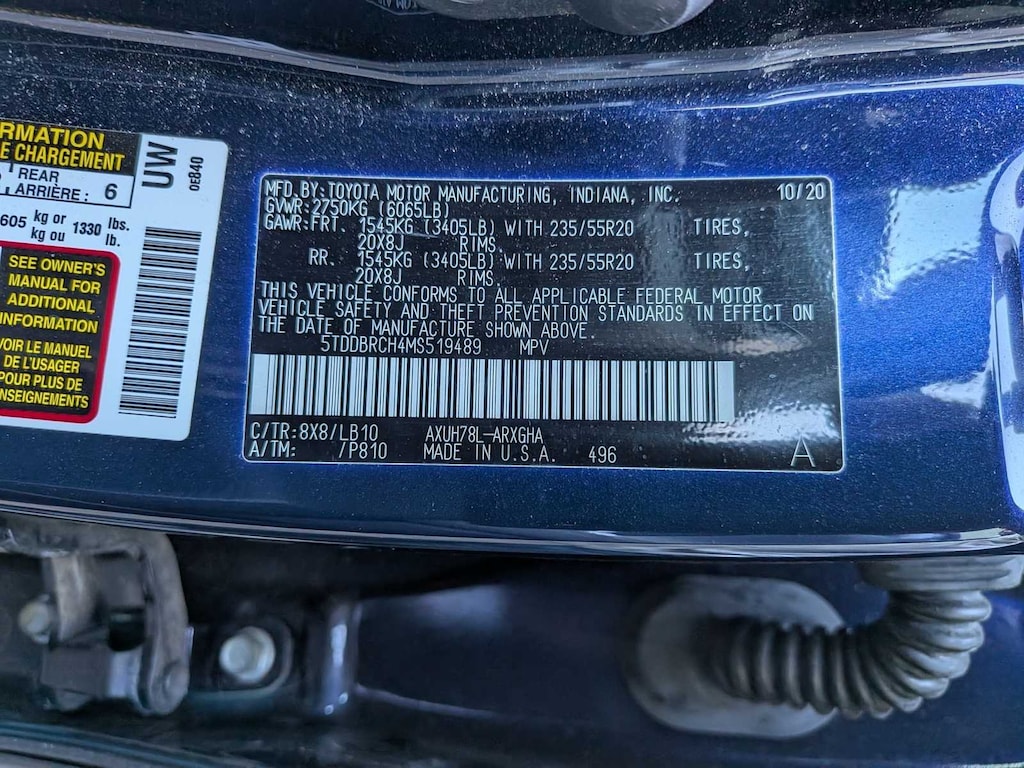 RMATION
E CHARGEMENT
REAR
ARRIÈRE : 6
605 kg or 1330 lbs.
kg ou lb.
SEE OWNER'S
MANUAL FOR
ADDITIONAL
INFORMATION
VOIR LE MANUEL
DE L'USAGER
POUR PLUS DE
RENSEIGNEMENTS
UW
0E840
MFD.BY:TOYOTA MOTOR MANUFACTURING, INDIANA, INC. 10/20
GVWR:2750KG (6065LB)
GAWR:FRT. 1545KG (3405LB) WITH 235/55R20 TIRES,
20X8J RIMS.
RR. 1545KG (3405LB) WITH 235/55R20 TIRES,
20X8J RIMS.
THIS VEHICLE CONFORMS TO ALL APPLICABLE FEDERAL MOTOR
VEHICLE SAFETY AND THEFT PREVENTION STANDARDS IN EFFECT ON
THE DATE OF MANUFACTURE SHOWN ABOVE.
5TDDBRCH4MS519489 MPV
C/TR:8X8/LB10 AXUH78L-ARXGHA
A/TM: /P810 MADE IN U.S.A. 496 A